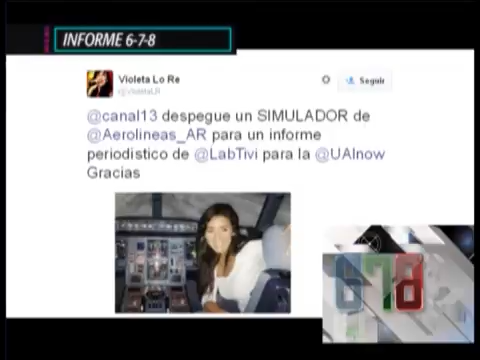 INFORME 6-7-8
Violeta Lo Re
@VioletaLR
Seguir
@canal13 despegue un SIMULADOR de
@Aerolineas_AR para un informe
periodistico de @LabTivi para la @UAInow
Gracias
678